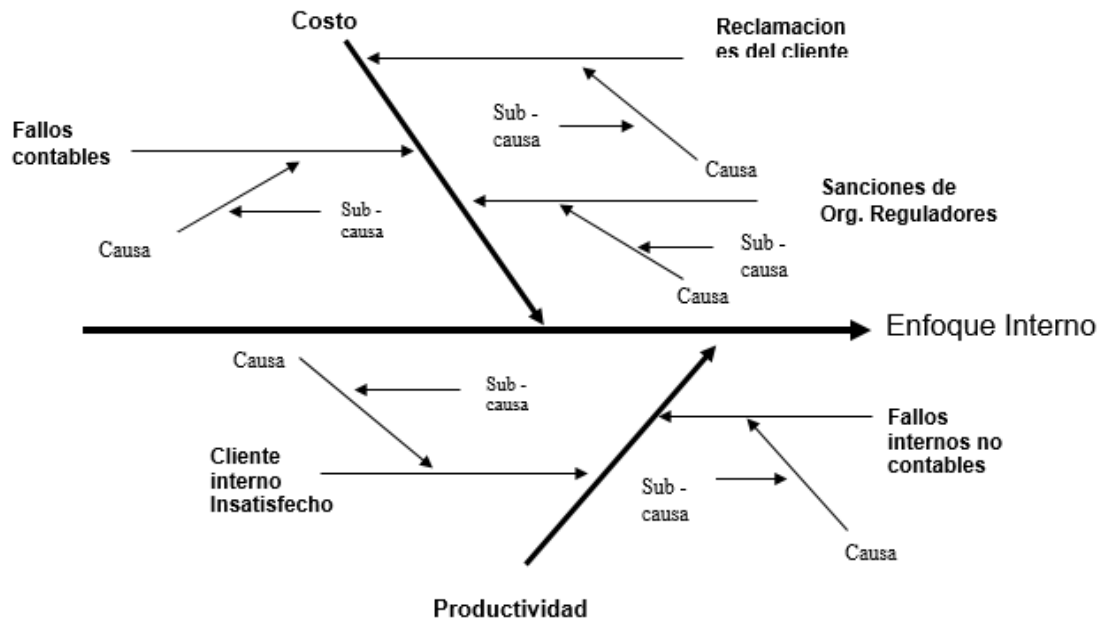 Costo
Reclamacion
es del cliente
Sub -
causa
Fallos
contables
Causa
Sanciones de
Org. Reguladores
Sub -
causa
Causa
Sub -
causa
Causa
Enfoque Interno
Causa
Sub -
causa
Fallos
internos no
contables
Cliente
interno
Insatisfecho
Sub -
causa
Causa
Productividad